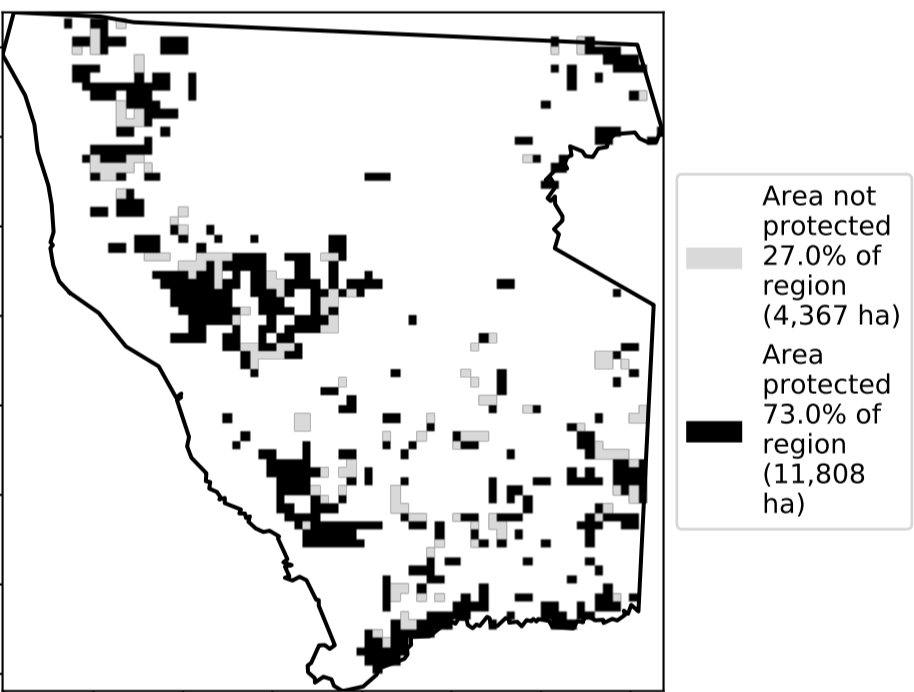 Area not
protected
27.0% of
region
(4,367 ha)
Area
protected
73.0% of
region
(11,808
ha)